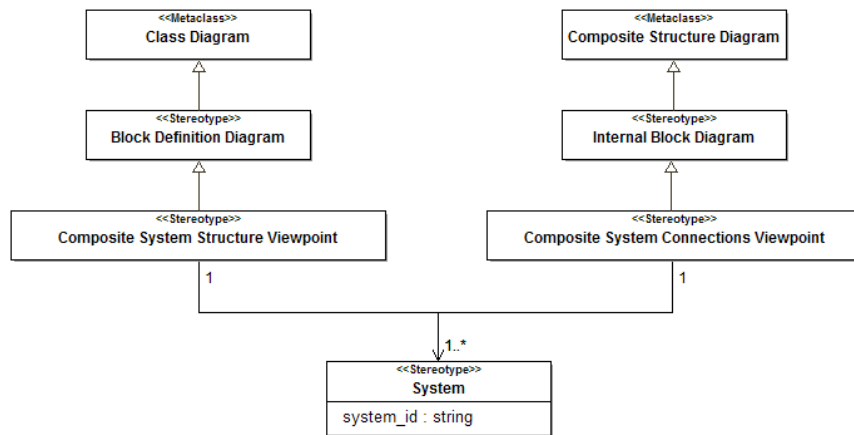 <<Metaclass>>
Class Diagram
<<Metaclass>>
Composite Structure Diagram
<<Stereotype>>
Block Definition Diagram
<<Stereotype>>
Internal Block Diagram
<<Stereotype>>
Composite System Structure Viewpoint
<<Stereotype>>
Composite System Connections Viewpoint
1
1
1..*
<<Stereotype>>
System
system_id : string